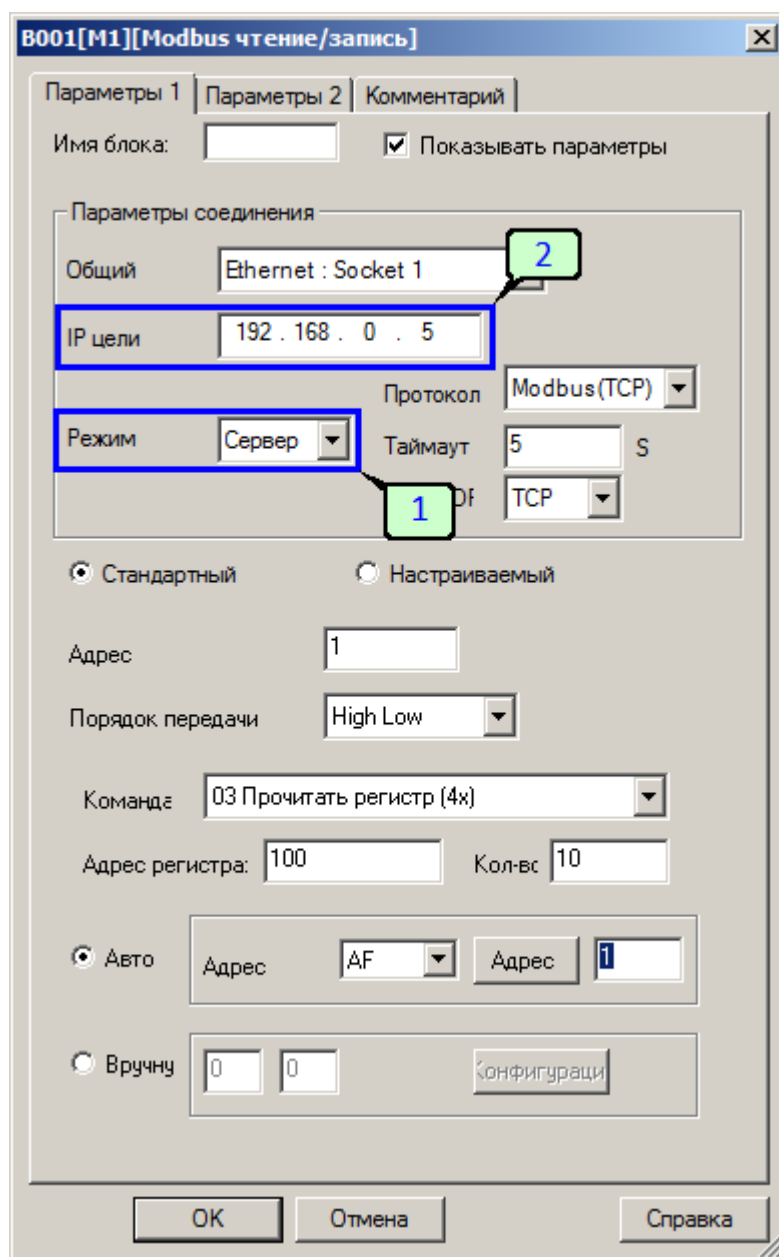 B001[M1][Modbus чтение/запись]
Параметры 1 Параметры 2 Комментарий
Имя блока: Показывать параметры
Параметры соединения
Общий Ethernet : Socket 1 2
IP цели 192 . 168 . 0 . 5
Протокол Modbus(TCP)
Режим Сервер Таймаут 5 S
1 TCP
Стандартный Настраиваемый
Адрес 1
Порядок передачи High Low
Команда 03 Прочитать регистр (4x)
Адрес регистра: 100 Кол-вс 10
Авто Адрес AF Адрес 1
Вручну 0 0 Конфигураци
OK Отмена Справка